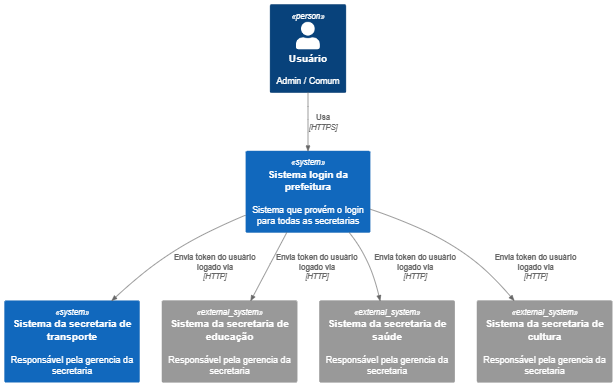 «person»
Usuário
Admin / Comum
Usa
[HTTPS]
«system»
Sistema login da
prefeitura
Sistema que provém o login
para todas as secretarias
Envia token do usuário
logado via
[HTTP]
Envia token do usuário
logado via
[HTTP]
Envia token do usuário
logado via
[HTTP]
Envia token do usuário
logado via
[HTTP]
«system»
Sistema da secretaria de
transporte
Responsável pela gerencia da
secretaria
«external_system»
Sistema da secretaria de
educação
Responsável pela gerencia da
secretaria
«external_system»
Sistema da secretaria de
saúde
Responsável pela gerencia da
secretaria
«external_system»
Sistema da secretaria de
cultura
Responsável pela gerencia da
secretaria